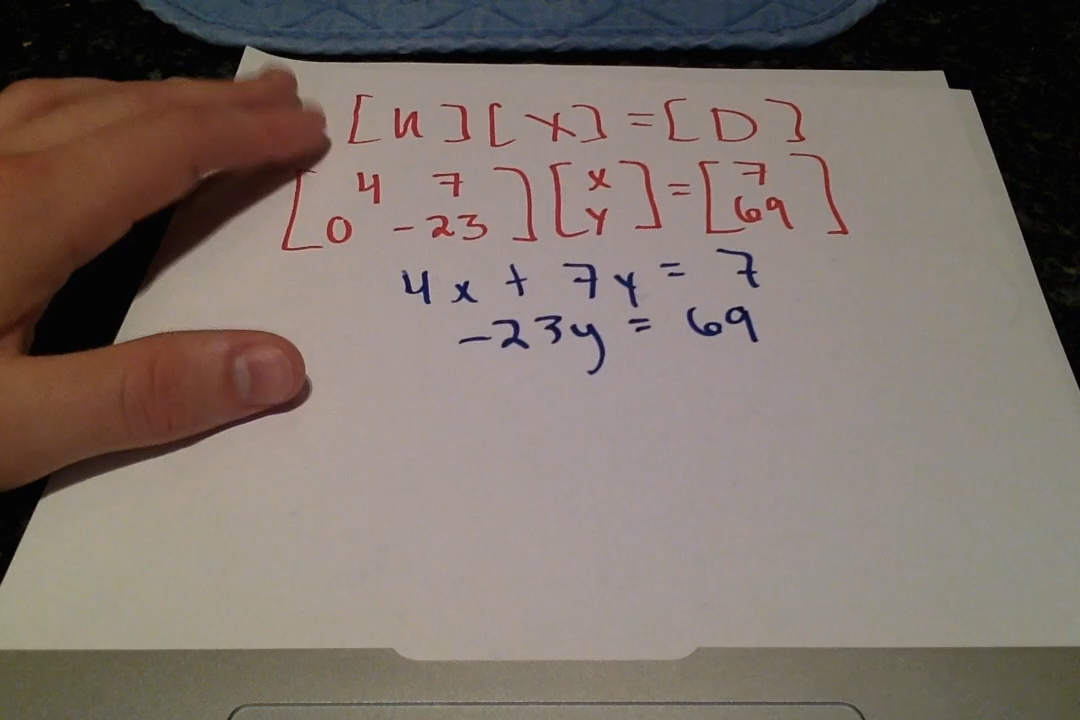 [U][X]=[D]
[4 7
0 -23][x
y]=[7
69]
4x + 7y = 7
-23y = 69